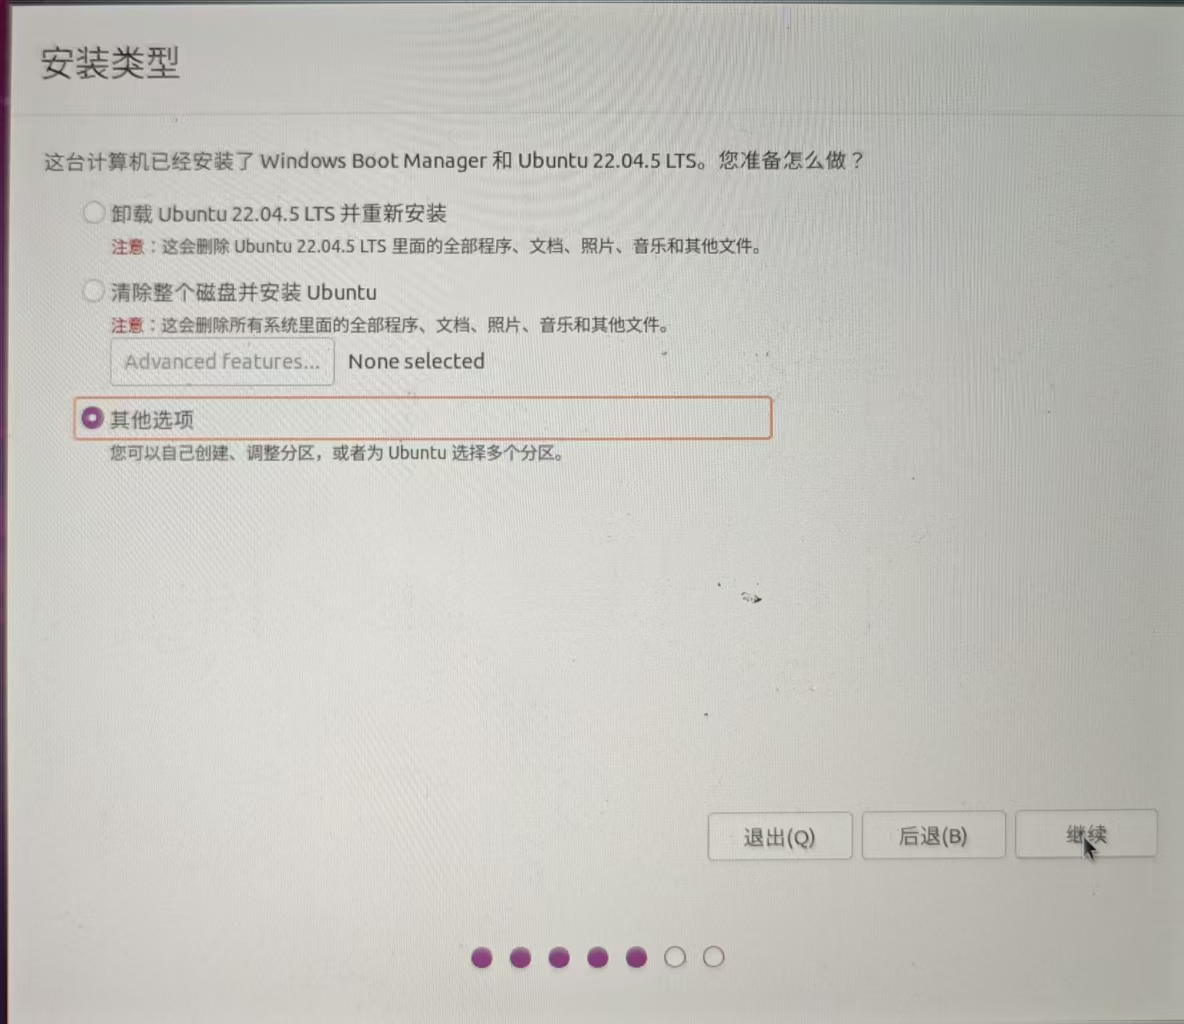 安装类型
这台计算机已经安装了 Windows Boot Manager 和 Ubuntu 22.04.5 LTS。您准备怎么做？
卸载 Ubuntu 22.04.5 LTS 并重新安装
注意：这会删除 Ubuntu 22.04.5 LTS 里面的全部程序、文档、照片、音乐和其他文件。
清除整个磁盘并安装 Ubuntu
注意：这会删除所有系统里面的全部程序、文档、照片、音乐和其他文件。
Advanced features... None selected
其他选项
您可以自己创建、调整分区，或者为 Ubuntu 选择多个分区。
退出(Q) 后退(B) 继续